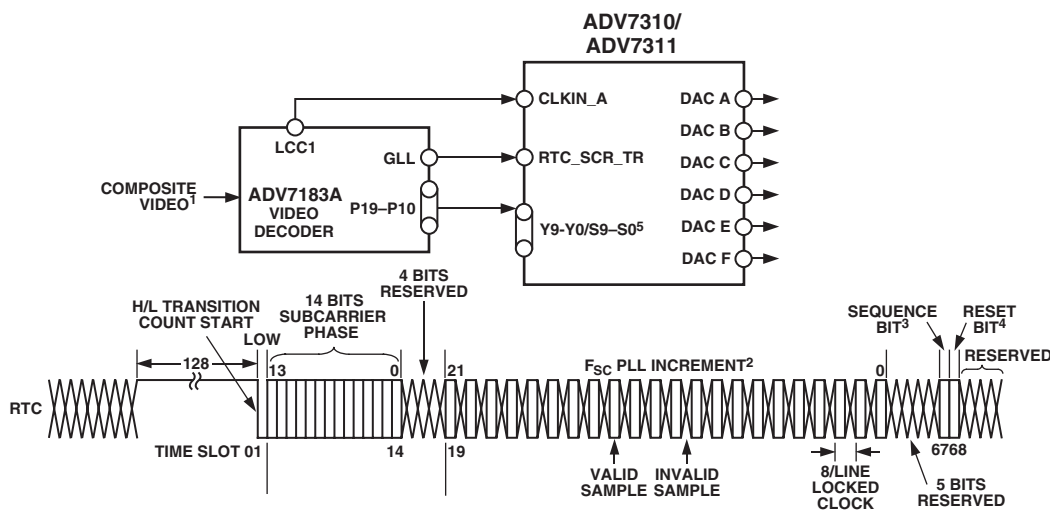 ADV7310/
ADV7311
CLKIN_A
DAC A
DAC B
LCC1
GLL
RTC_SCR_TR
DAC C
COMPOSITE
VIDEO1
ADV7183A
VIDEO
DECODER
P19–P10
DAC D
Y9-Y0/S9–S05
DAC E
DAC F
H/L TRANSITION
COUNT START
LOW
14 BITS
SUBCARRIER
PHASE
4 BITS
RESERVED
SEQUENCE
BIT3
RESET
BIT4
RESERVED
128
13
0
21
FSC PLL INCREMENT2
0
RTC
TIME SLOT 01
14
19
VALID
SAMPLE
INVALID
SAMPLE
8/LINE
LOCKED
CLOCK
6768
5 BITS
RESERVED